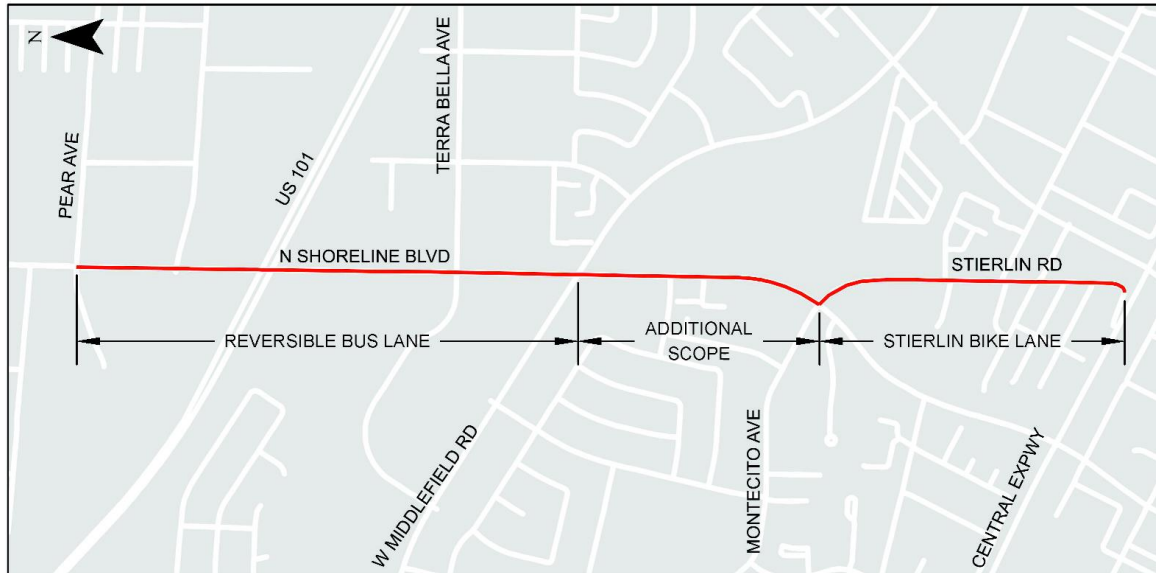 N
PEAR AVE
US 101
TERRA BELLA AVE
N SHORELINE BLVD
STIERLIN RD
REVERSIBLE BUS LANE
ADDITIONAL
SCOPE
STIERLIN BIKE LANE
W MIDDLEFIELD RD
MONTECITO AVE
CENTRAL EXPWY